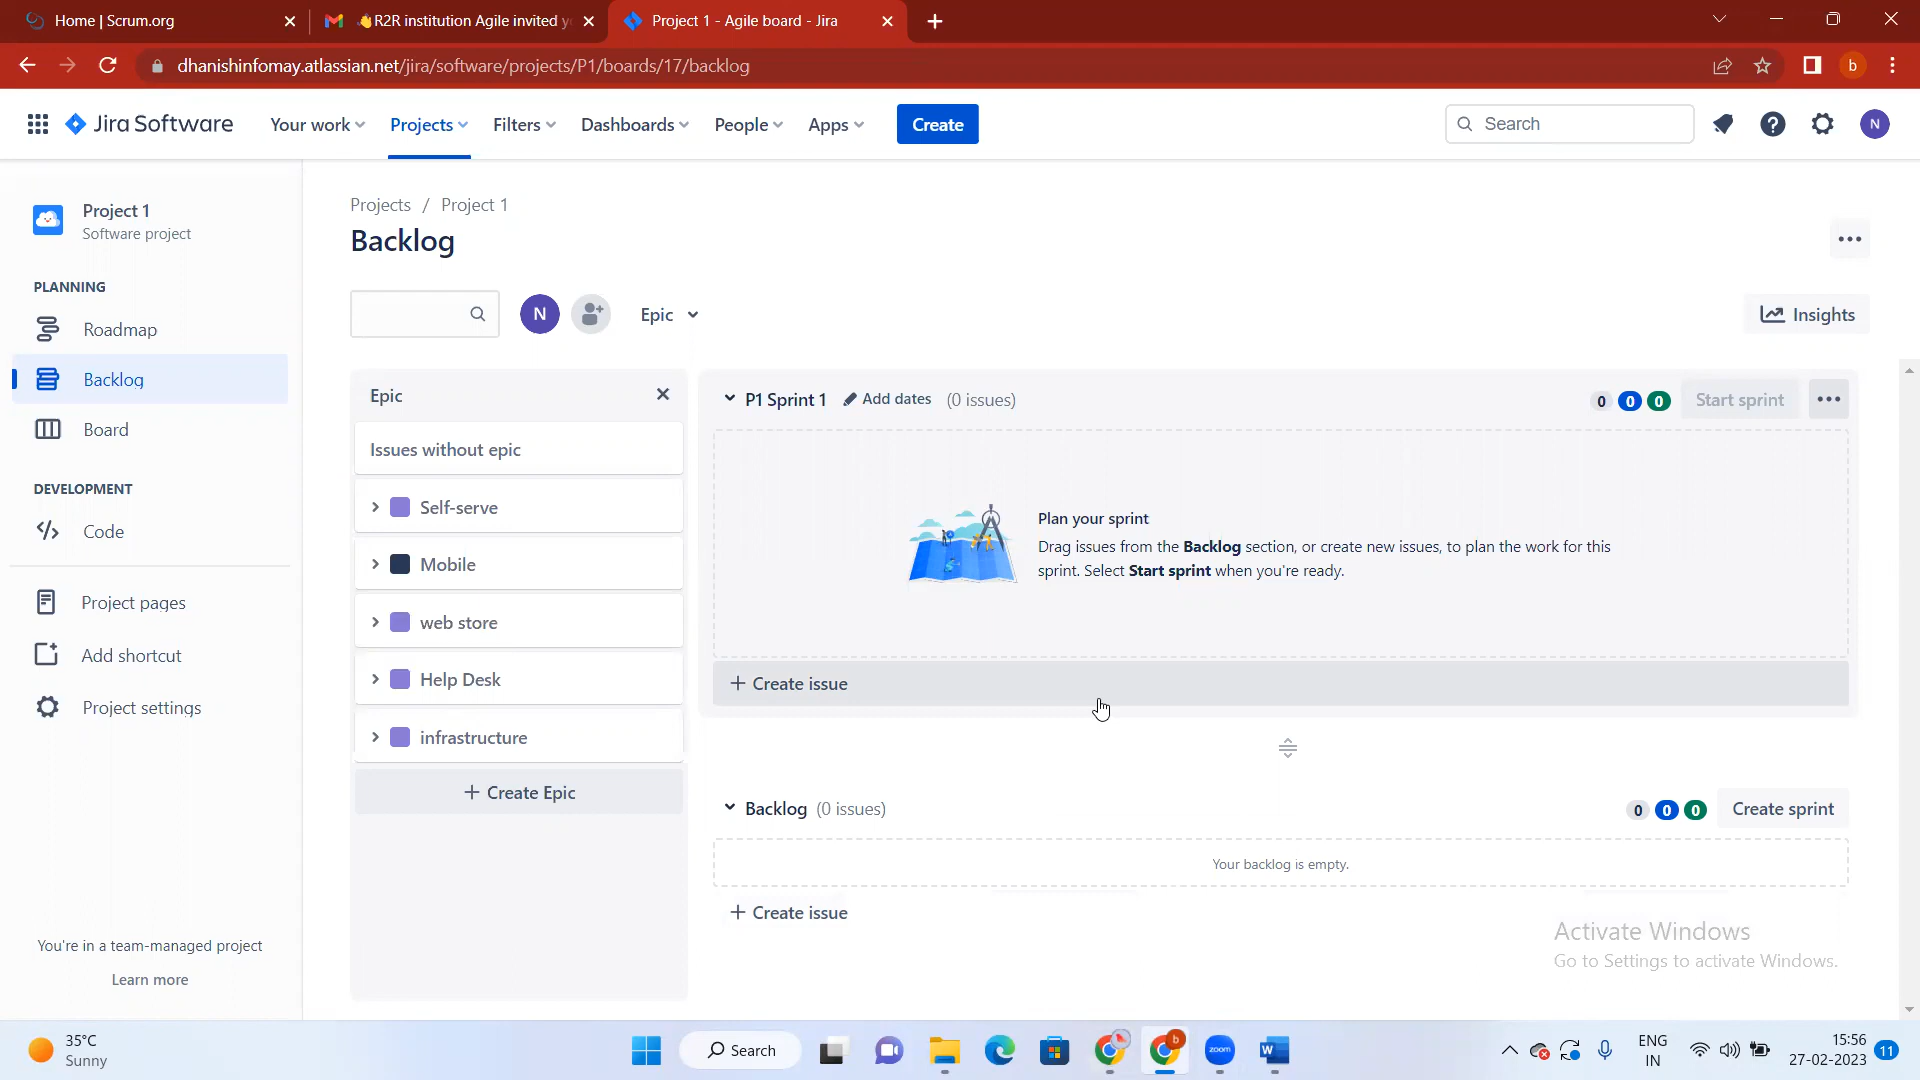 Home | Scrum.org
👋R2R institution Agile invited y
Project 1 - Agile board - Jira
dhanishinfomay.atlassian.net/jira/software/projects/P1/boards/17/backlog
b
Jira Software
Your work
Projects
Filters
Dashboards
People
Apps
Create
Search
N
Project 1
Software project
PLANNING
Roadmap
Backlog
Board
DEVELOPMENT
Code
Project pages
Add shortcut
Project settings
You're in a team-managed project
Learn more
Projects / Project 1
Backlog
N
Epic
Insights
Epic
Issues without epic
Self-serve
Mobile
web store
Help Desk
infrastructure
+ Create Epic
P1 Sprint 1 Add dates (0 issues)
0 0 0 Start sprint
Plan your sprint
Drag issues from the Backlog section, or create new issues, to plan the work for this
sprint. Select Start sprint when you're ready.
+ Create issue
Backlog (0 issues)
0 0 0 Create sprint
Your backlog is empty.
+ Create issue
Activate Windows
Go to Settings to activate Windows.
35°C
Sunny
Search
b
zoom
W
ENG
IN
15:56
27-02-2023
11